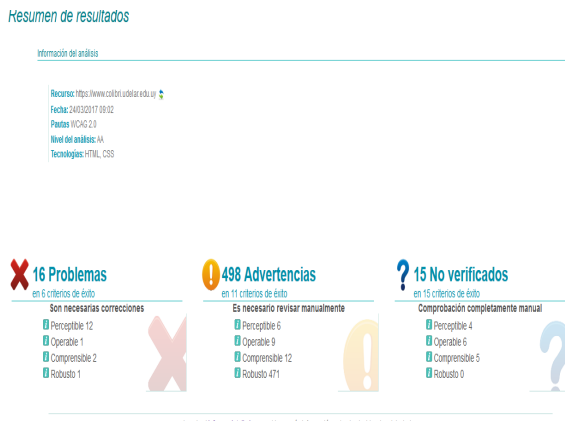 Resumen de resultados
Información del análisis
Recurso: https://www.colibri.udelar.edu.uy
Fecha: 24/03/2017 09:02
Pautas WCAG 2.0
Nivel del análisis: AA
Tecnologías: HTML, CSS
16 Problemas
en 6 criterios de éxito
Son necesarias correcciones
Perceptible 12
Operable 1
Comprensible 2
Robusto 1
498 Advertencias
en 11 criterios de éxito
Es necesario revisar manualmente
Perceptible 6
Operable 9
Comprensible 12
Robusto 471
15 No verificados
en 15 criterios de éxito
Comprobación completamente manual
Perceptible 4
Operable 6
Comprensible 5
Robusto 0